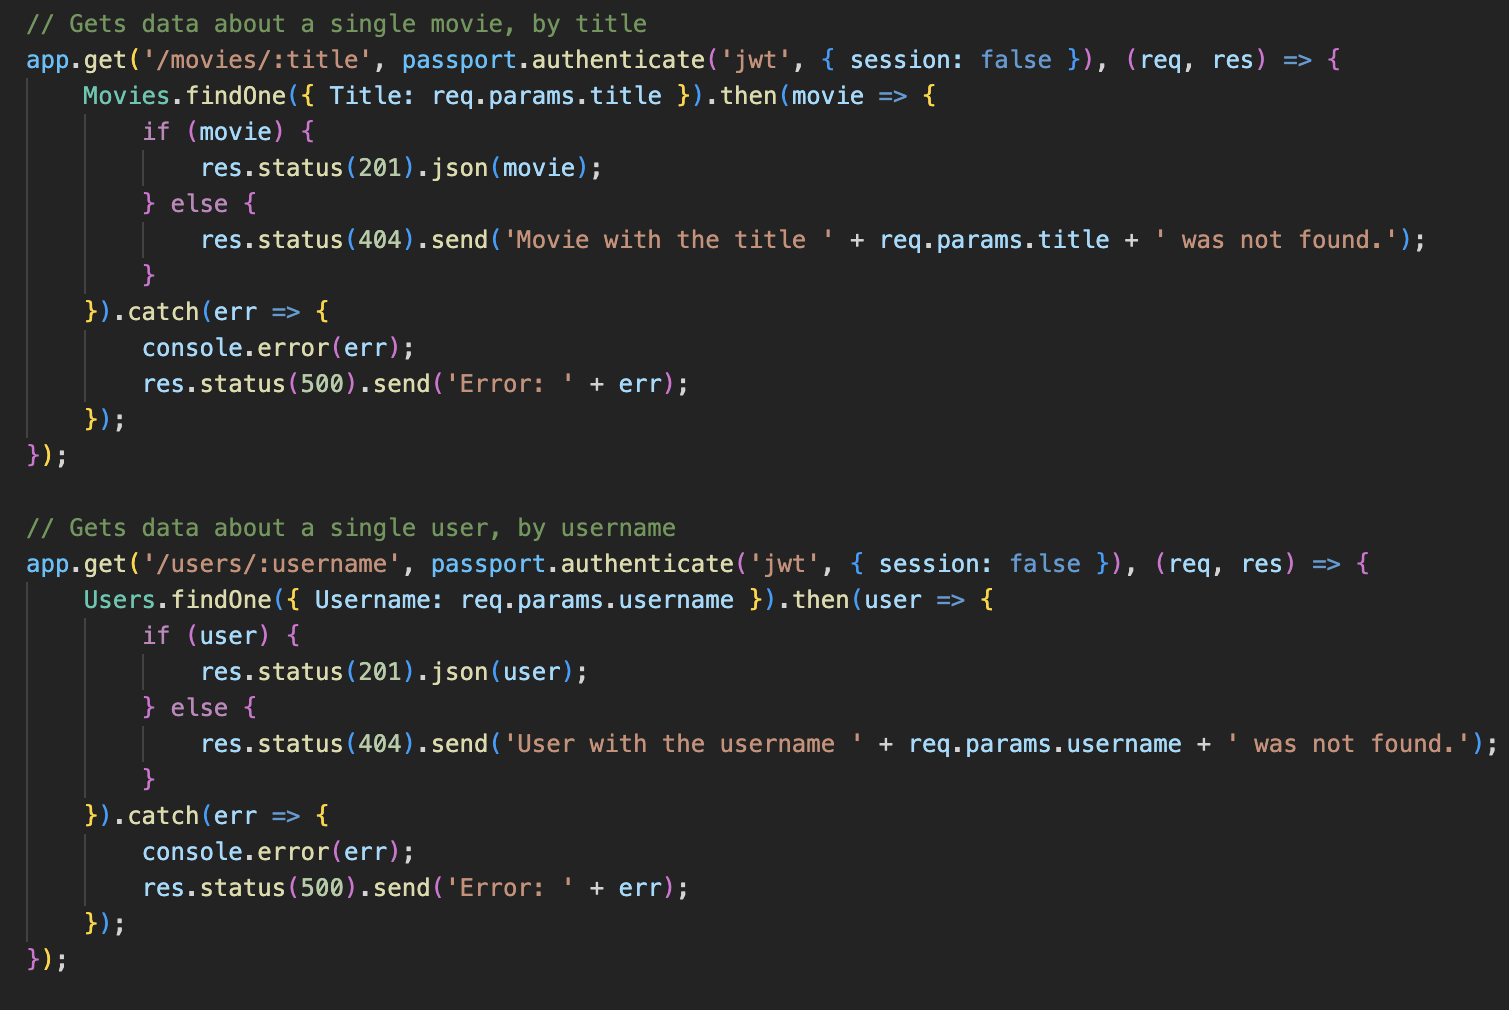 // Gets data about a single movie, by title
app.get('/movies/:title', passport.authenticate('jwt', { session: false }), (req, res) => {
    Movies.findOne({ Title: req.params.title }).then(movie => {
        if (movie) {
            res.status(201).json(movie);
        } else {
            res.status(404).send('Movie with the title ' + req.params.title + ' was not found.');
        }
    }).catch(err => {
        console.error(err);
        res.status(500).send('Error: ' + err);
    });
});

// Gets data about a single user, by username
app.get('/users/:username', passport.authenticate('jwt', { session: false }), (req, res) => {
    Users.findOne({ Username: req.params.username }).then(user => {
        if (user) {
            res.status(201).json(user);
        } else {
            res.status(404).send('User with the username ' + req.params.username + ' was not found.');
        }
    }).catch(err => {
        console.error(err);
        res.status(500).send('Error: ' + err);
    });
});